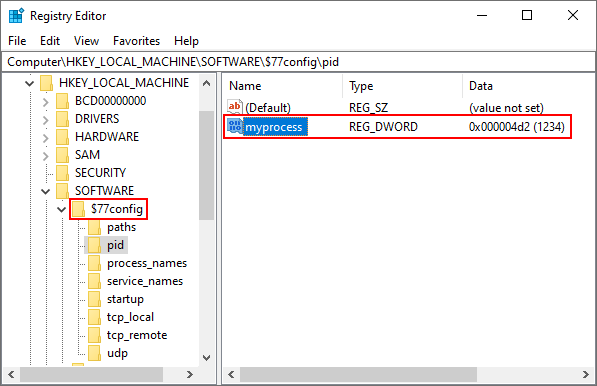 Registry Editor
File Edit View Favorites Help
Computer\HKEY_LOCAL_MACHINE\SOFTWARE\$77config\pid
HKEY_LOCAL_MACHINE
BCD00000000
DRIVERS
HARDWARE
SAM
SECURITY
SOFTWARE
$77config
paths
pid
process_names
service_names
startup
tcp_local
tcp_remote
udp
Name Type Data
ab (Default) REG_SZ (value not set)
myprocess REG_DWORD 0x000004d2 (1234)